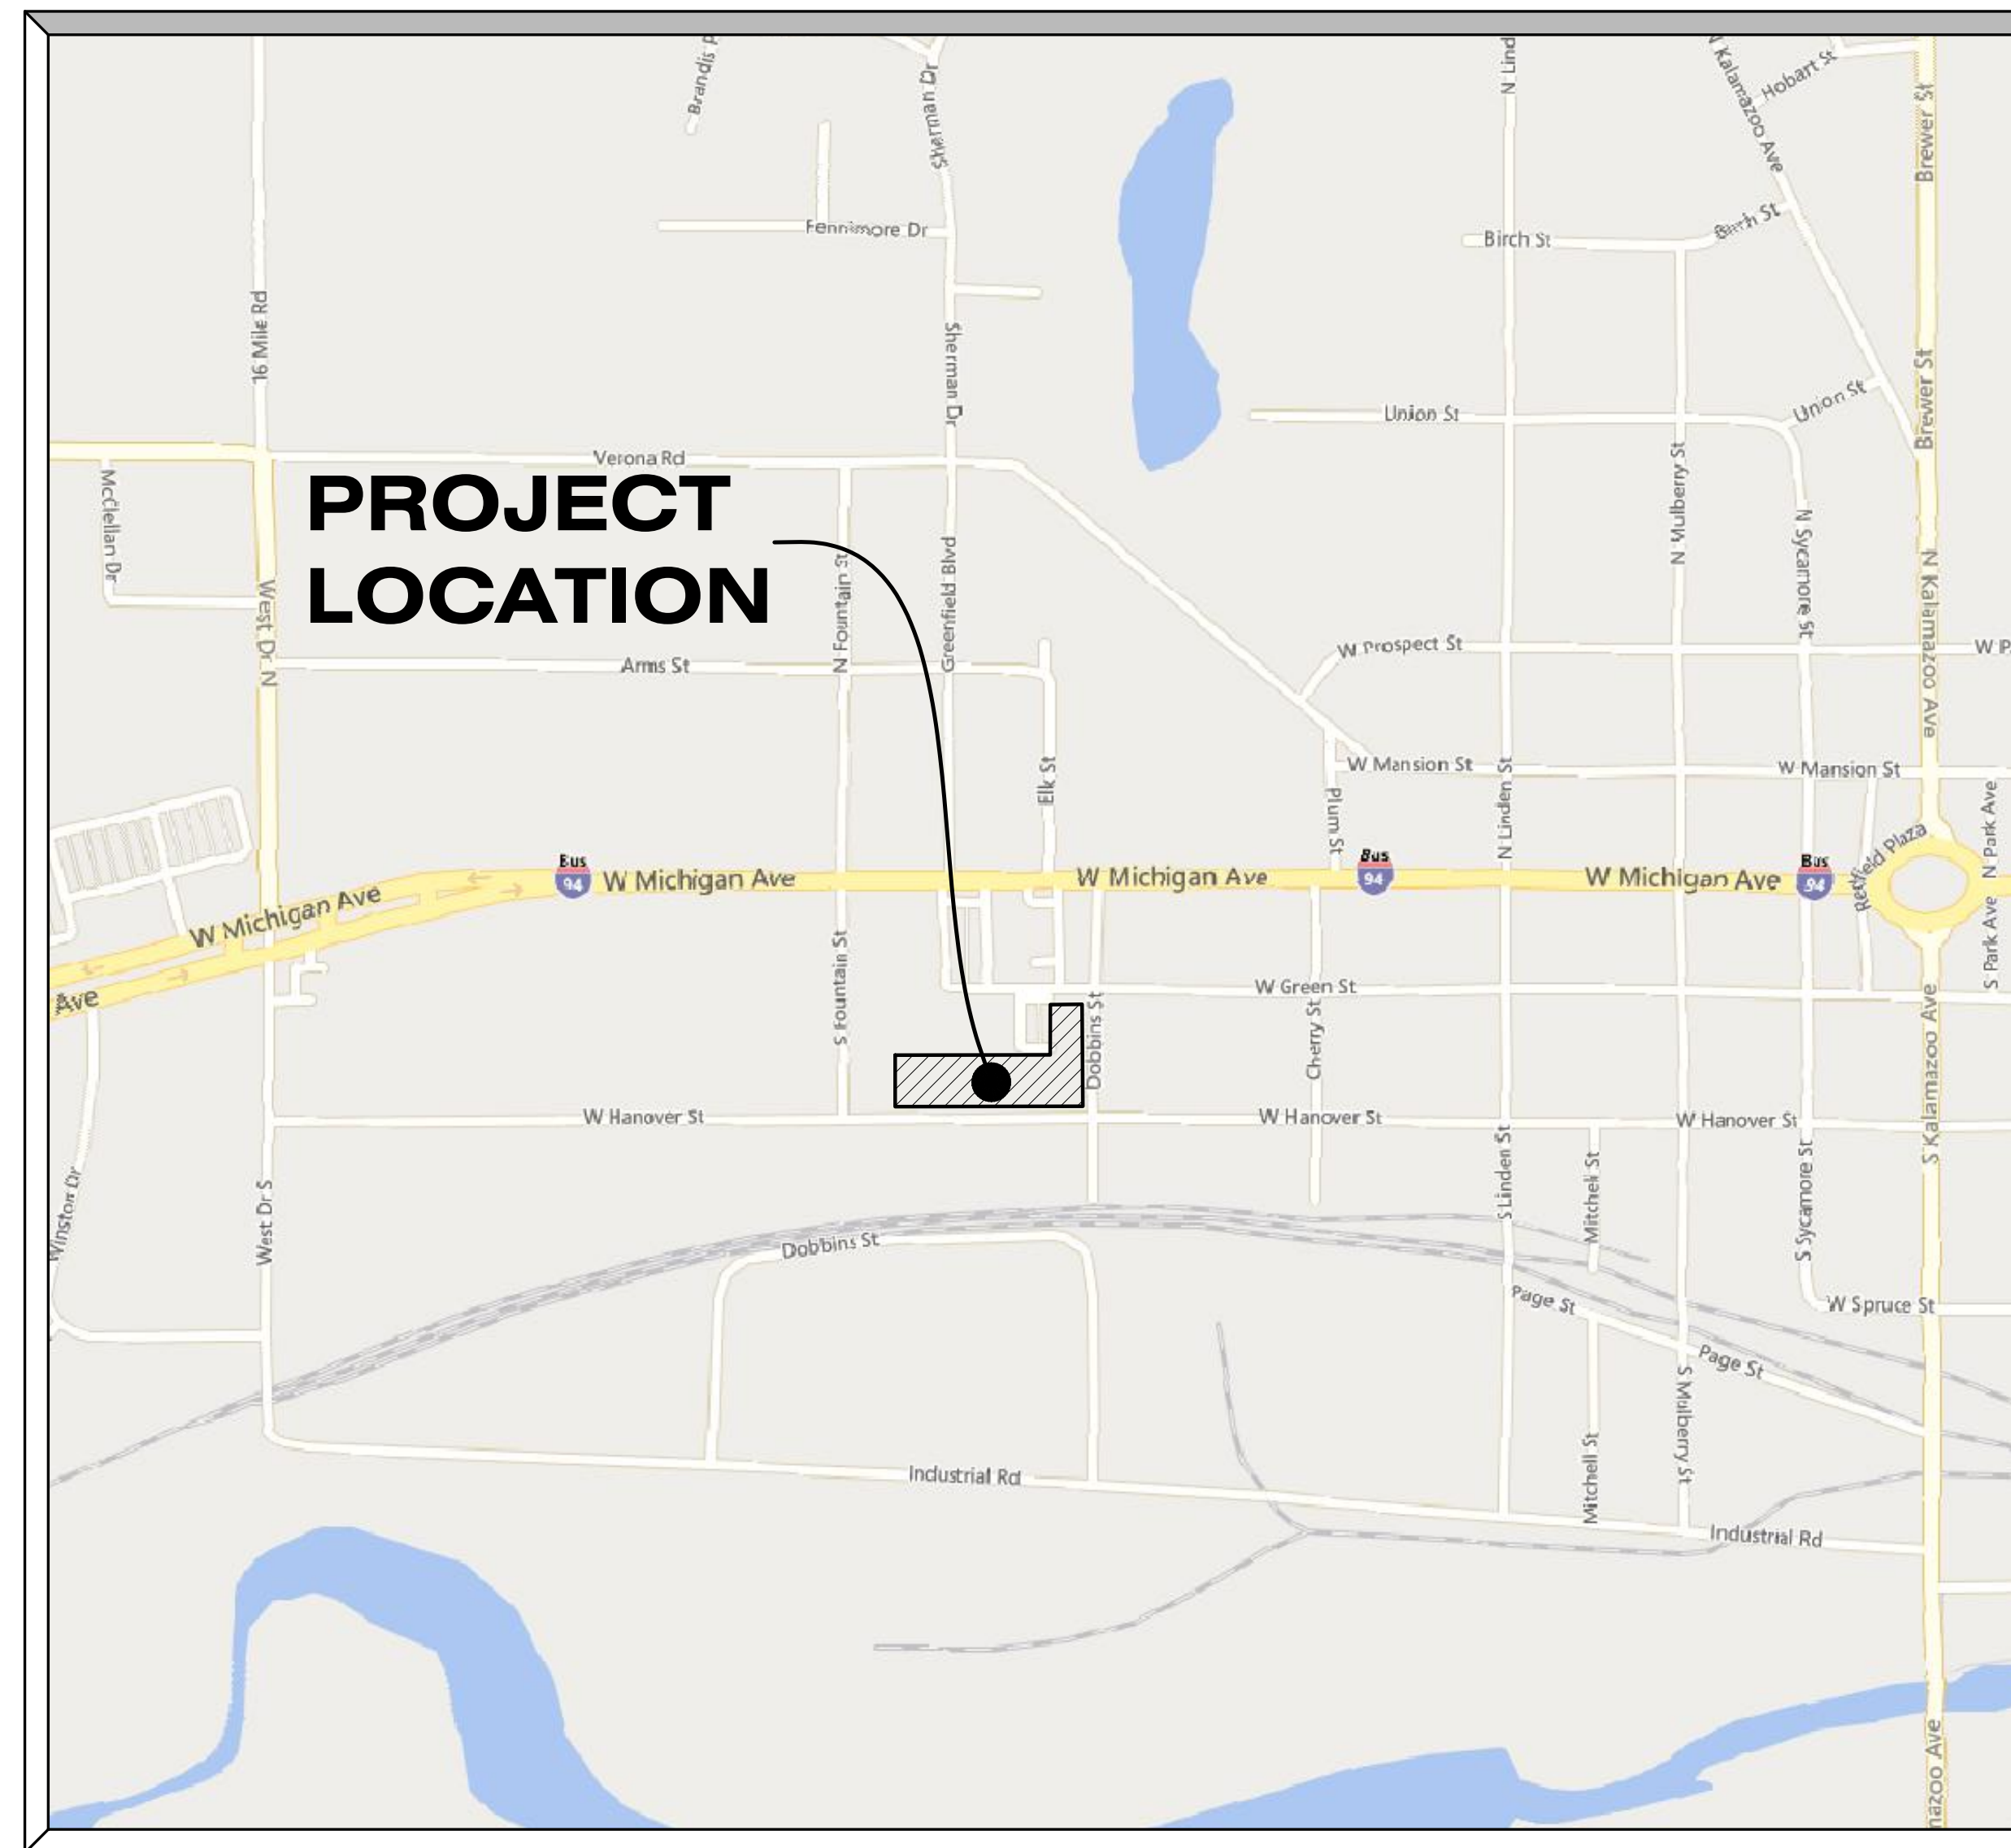 Brandis P
Sherman Dr
N Lind
N Kalamazoo Ave
Hobart St
Brewer St
Fennimore Dr
Birch St
Birch St
16 Mile Rd
Sherman Dr
Union St
Union St
Brewer St
Verona Rd
McClellan Dr
PROJECT
LOCATION
West Dr N
N Fountain St
Greenfield Blvd
N Mulberry St
N Sycamore St
N Kalamazoo Ave
Arms St
W Prospect St
W P
Elk St
W Mansion St
W Mansion St
Plum St
N Linden St
N Park Ave
Redfield Plaza
Bus
94
W Michigan Ave
W Michigan Ave
Bus
94
W Michigan Ave
Bus
94
W Michigan Ave
Ave
S Fountain St
W Green St
S Park Ave
Dobbins St
Cherry St
S Kalamazoo Ave
W Hanover St
W Hanover St
W Hanover St
Winston Dr
West Dr S
S Linden St
Mitchell St
S Sycamore St
Dobbins St
Page St
W Spruce St
Page St
S Mulberry St
Mitchell St
Industrial Rd
Industrial Rd
mazoo Ave